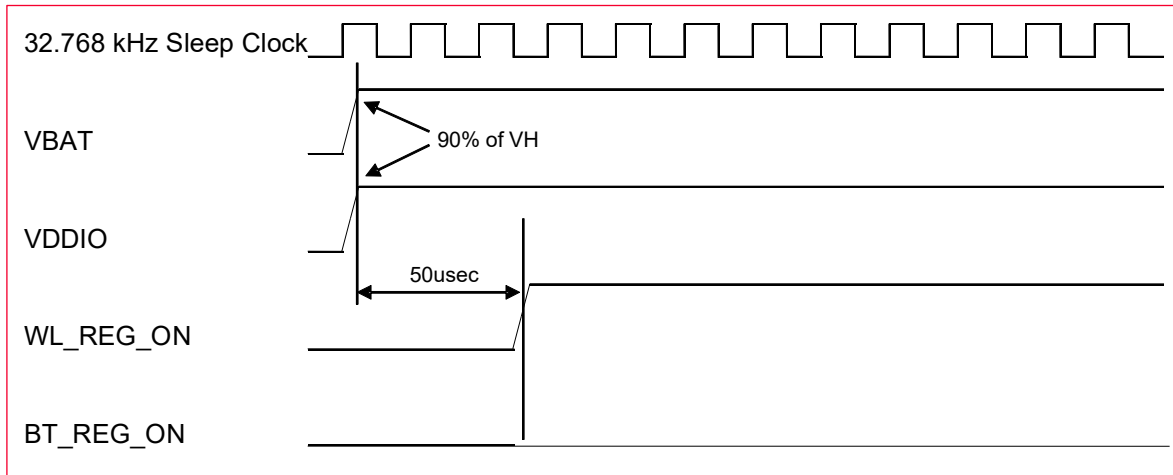 32.768 kHz Sleep Clock
VBAT
90% of VH
VDDIO
50usec
WL_REG_ON
BT_REG_ON